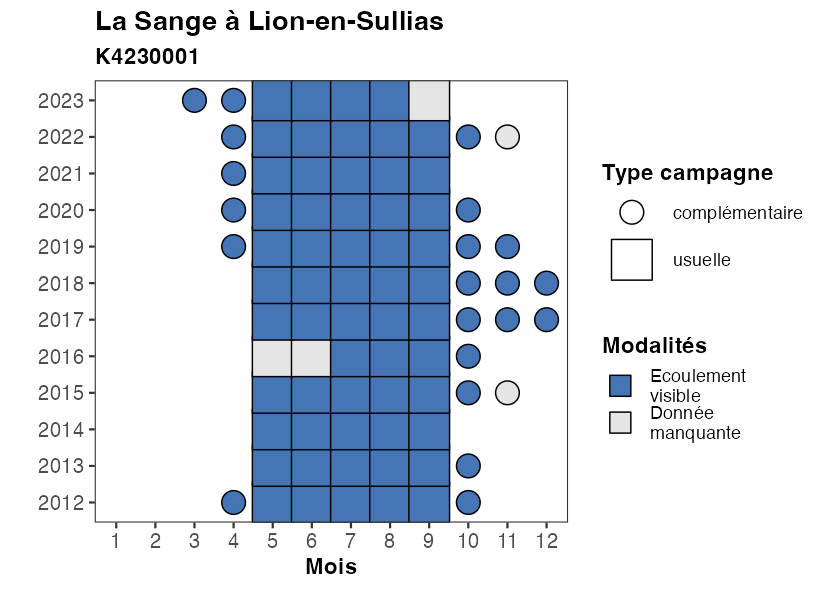 La Sange à Lion-en-Sullias
K4230001
2023
2022
2021
2020
2019
2018
2017
2016
2015
2014
2013
2012
1 2 3 4 5 6 7 8 9 10 11 12
Mois
Type campagne
complémentaire
usuelle
Modalités
Ecoulement
visible
Donnée
manquante